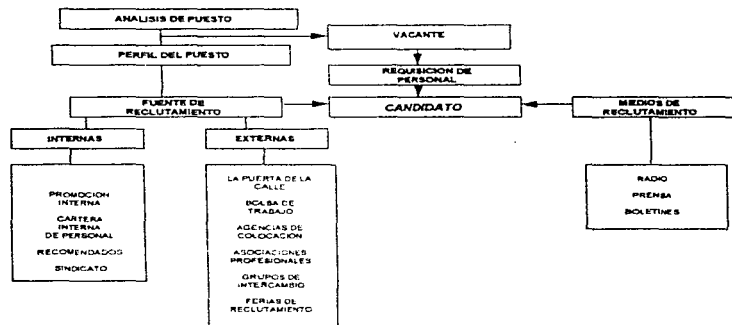 ANALISIS DE PUESTO
VACANTE
PERFIL DEL PUESTO
REQUISICION DE
PERSONAL
FUENTE DE
RECLUTAMIENTO
CANDIDATO
MEDIOS DE
RECLUTAMIENTO
INTERNAS
EXTERNAS
PROMOCION
INTERNA
CARTERA
INTERNA
DE PERSONAL
RECOMENDADOS
SINDICATO
LA PUERTA DE LA
CALLE
BOLSA DE
TRABAJO
AGENCIAS DE
COLOCACION
ASOCIACIONES
PROFESIONALES
GRUPOS DE
INTERCAMBIO
FERIAS DE
RECLUTAMIENTO
RADIO
PRENSA
BOLETINES